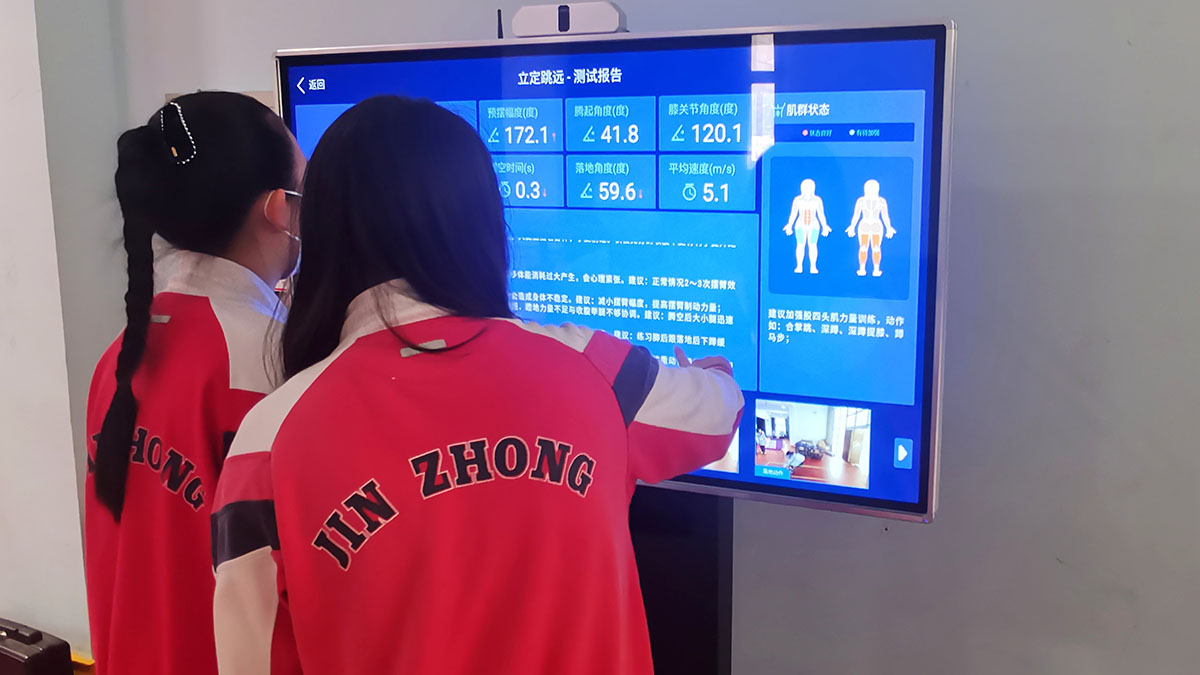 返回
立定跳远 - 测试报告
预摆幅度(度)
172.1
腾起角度(度)
41.8
膝关节角度(度)
120.1
空时间(s)
0.3
落地角度(度)
59.6
平均速度(m/s)
5.1
体能消耗过大产生，会心理紧张。建议：正常情况2～3次摆臂效
会造成身体不稳定。建议：减小摆臂幅度，提高摆臂制动力量；
蹬地力量不足与收腹举腿不够协调。建议：腾空后大小腿迅速
建议：练习脚后跟落地后下蹲缓
肌群状态
状态良好
有待加强
建议加强股四头肌力量训练，动作
如：合掌跳、深蹲、深蹲提膝、蹲
马步；
落地动作
HONG
JIN ZHONG